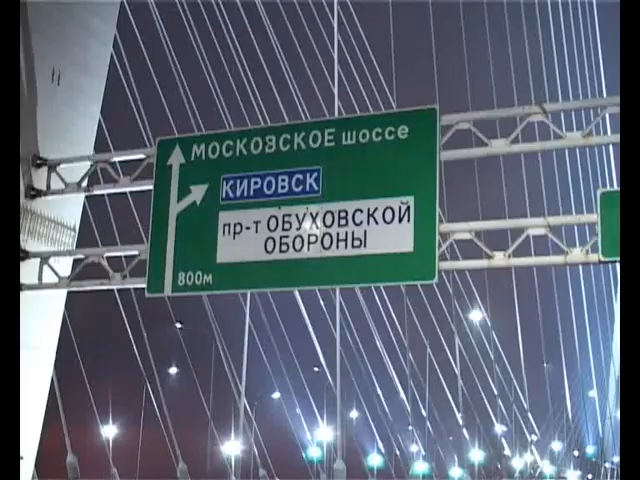 МОСКОВСКОЕ шоссе
КИРОВСК
пр-т ОБУХОВСКОЙ
ОБОРОНЫ
800м